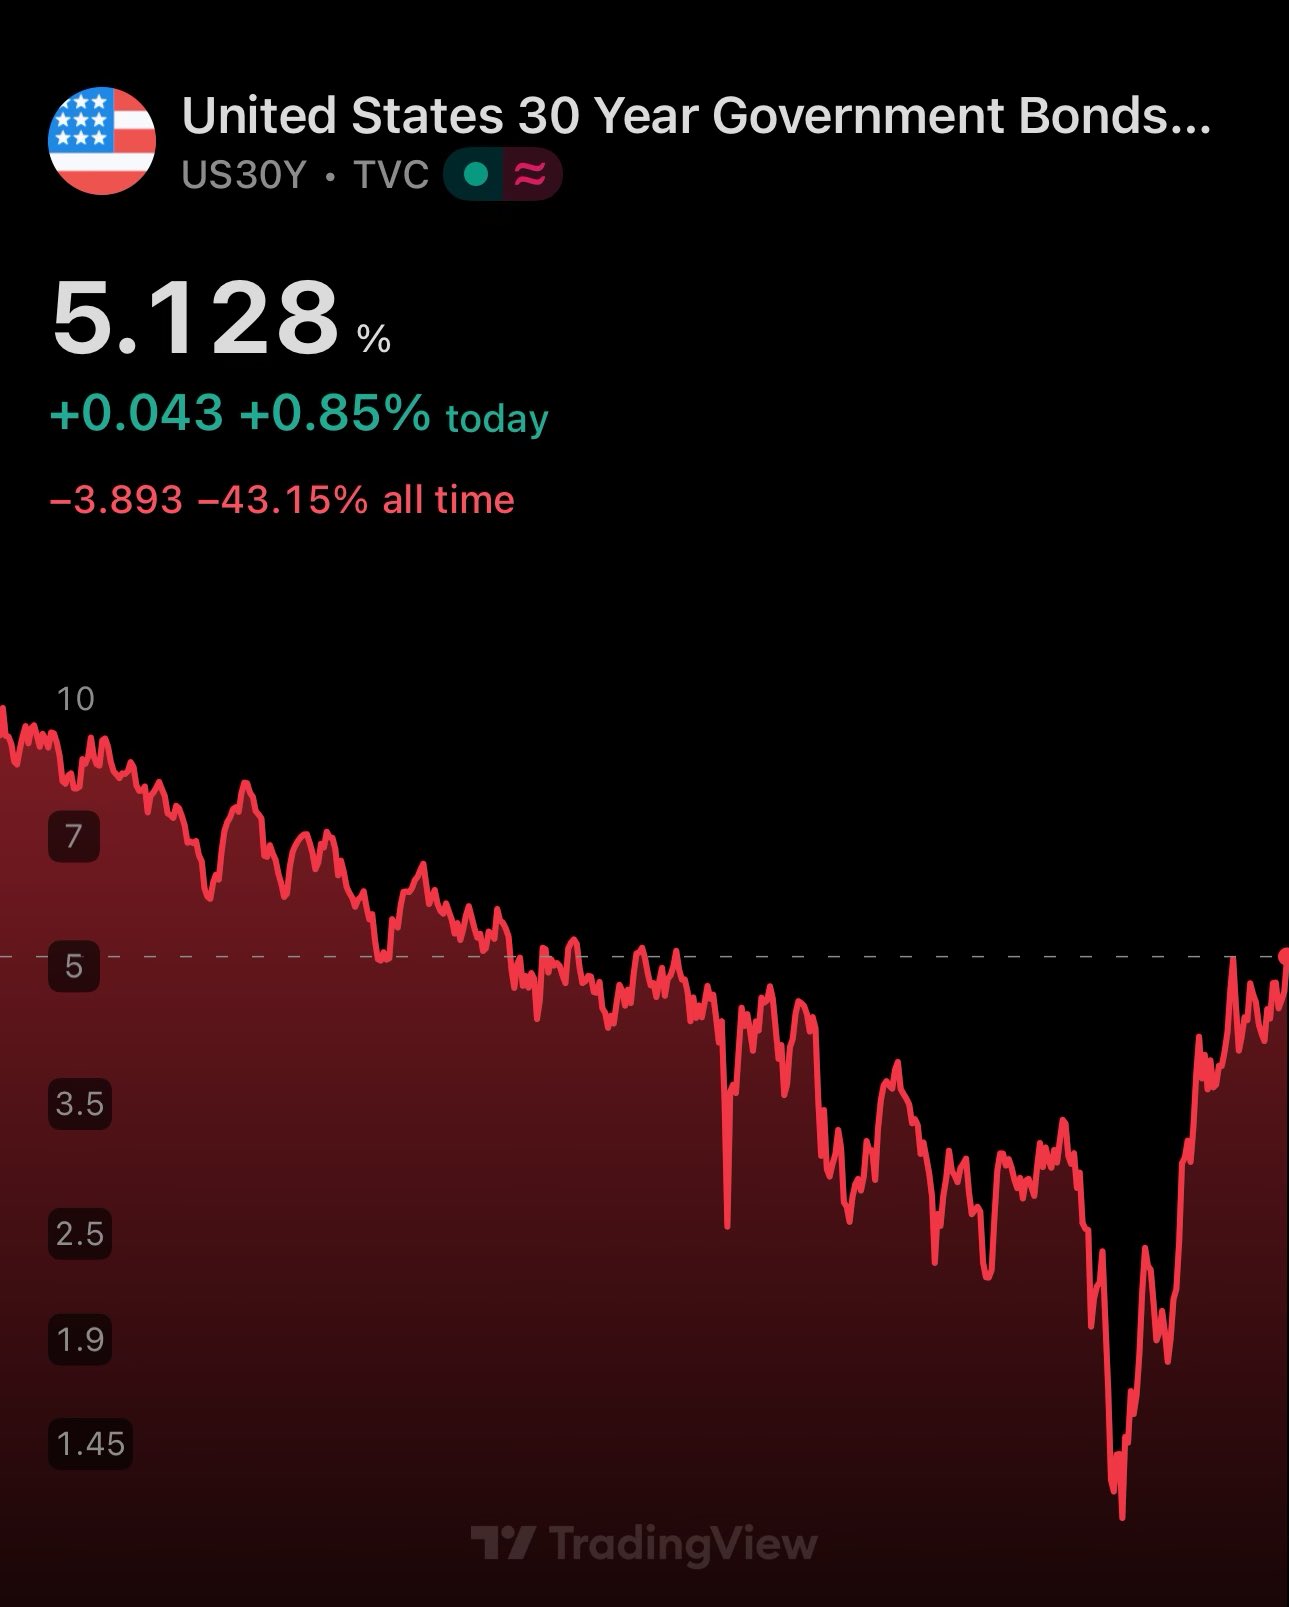 United States 30 Year Government Bonds...
US30Y • TVC
5.128 %
+0.043 +0.85% today
−3.893 −43.15% all time
10
7
5
3.5
2.5
1.9
1.45
TradingView